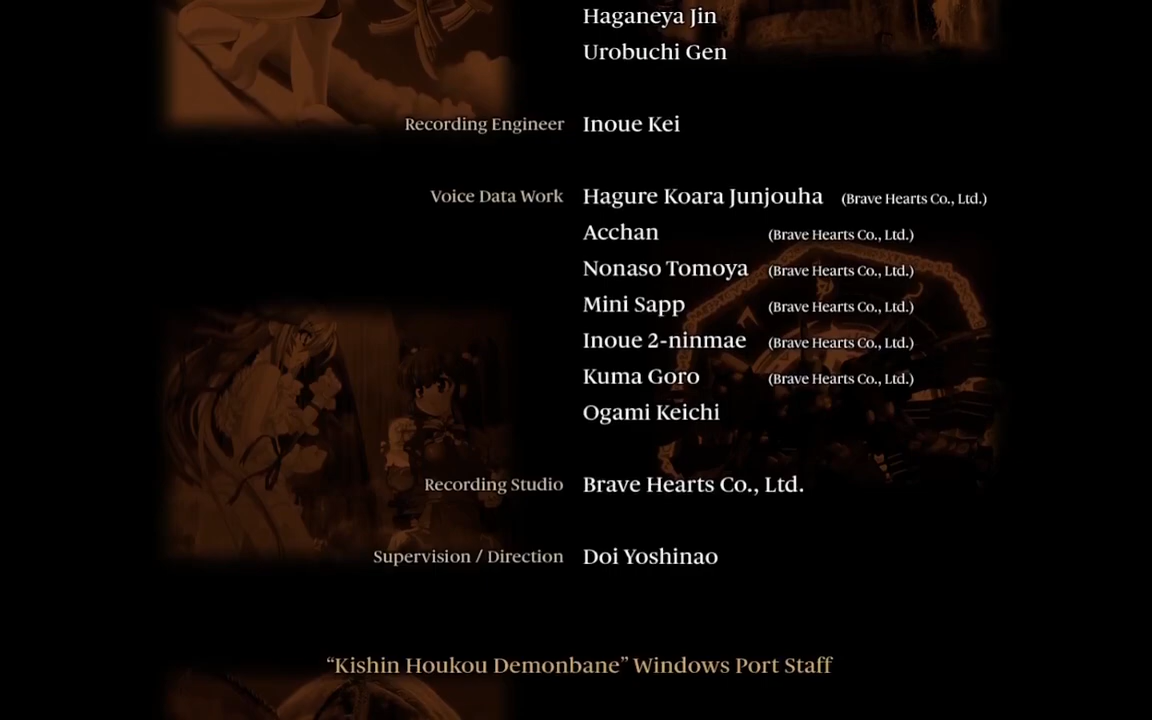 Haganeya Jin
Urobuchi Gen
Recording Engineer Inoue Kei
Voice Data Work Hagure Koara Junjouha (Brave Hearts Co., Ltd.)
Acchan (Brave Hearts Co., Ltd.)
Nonaso Tomoya (Brave Hearts Co., Ltd.)
Mini Sapp (Brave Hearts Co., Ltd.)
Inoue 2-ninmae (Brave Hearts Co., Ltd.)
Kuma Goro (Brave Hearts Co., Ltd.)
Ogami Keichi
Recording Studio Brave Hearts Co., Ltd.
Supervision / Direction Doi Yoshinao
“Kishin Houkou Demonbane” Windows Port Staff